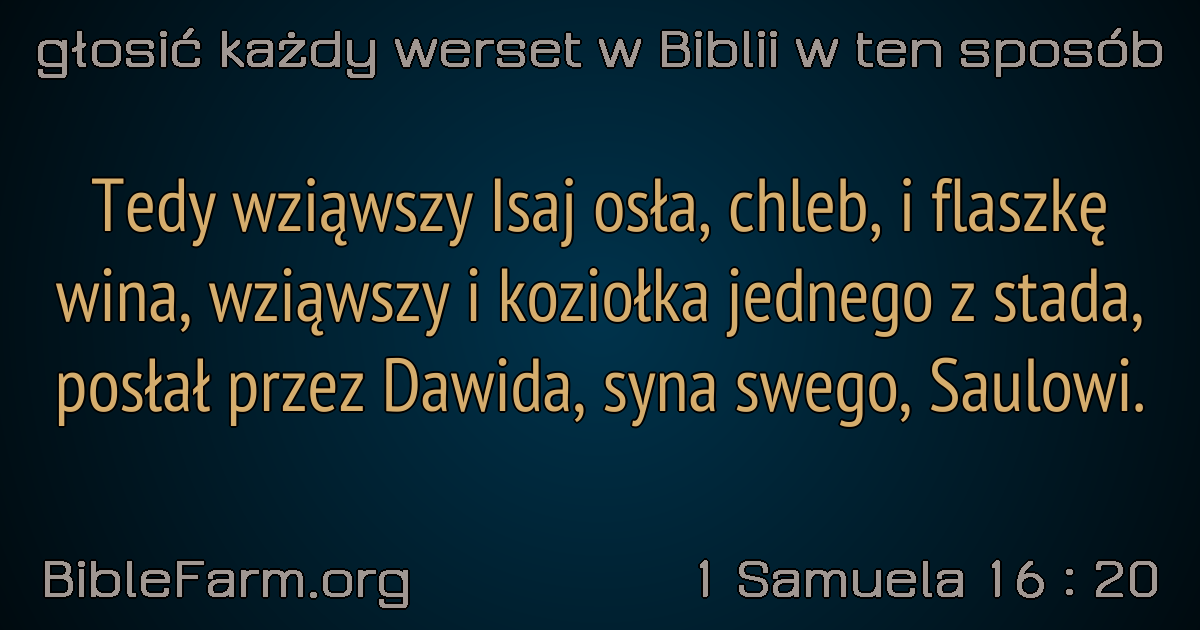 głosić każdy werset w Biblii w ten sposób
Tedy wziąwszy Isaj osła, chleb, i flaszkę
wina, wziąwszy i koziołka jednego z stada,
posłał przez Dawida, syna swego, Saulowi.
BibleFarm.org
1 Samuela 16 : 20